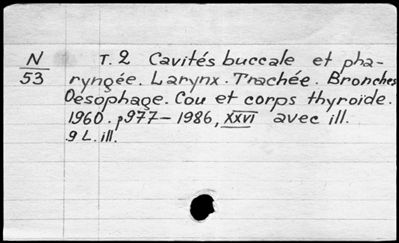 N T. 2 Cavités buccale et pha-
53 ryngée. Larynx. Trachée. Bronches
Oesophage. Cou et corps thyroïde.
1960. p977-1986, XXVI avec ill.
9 L. ill.